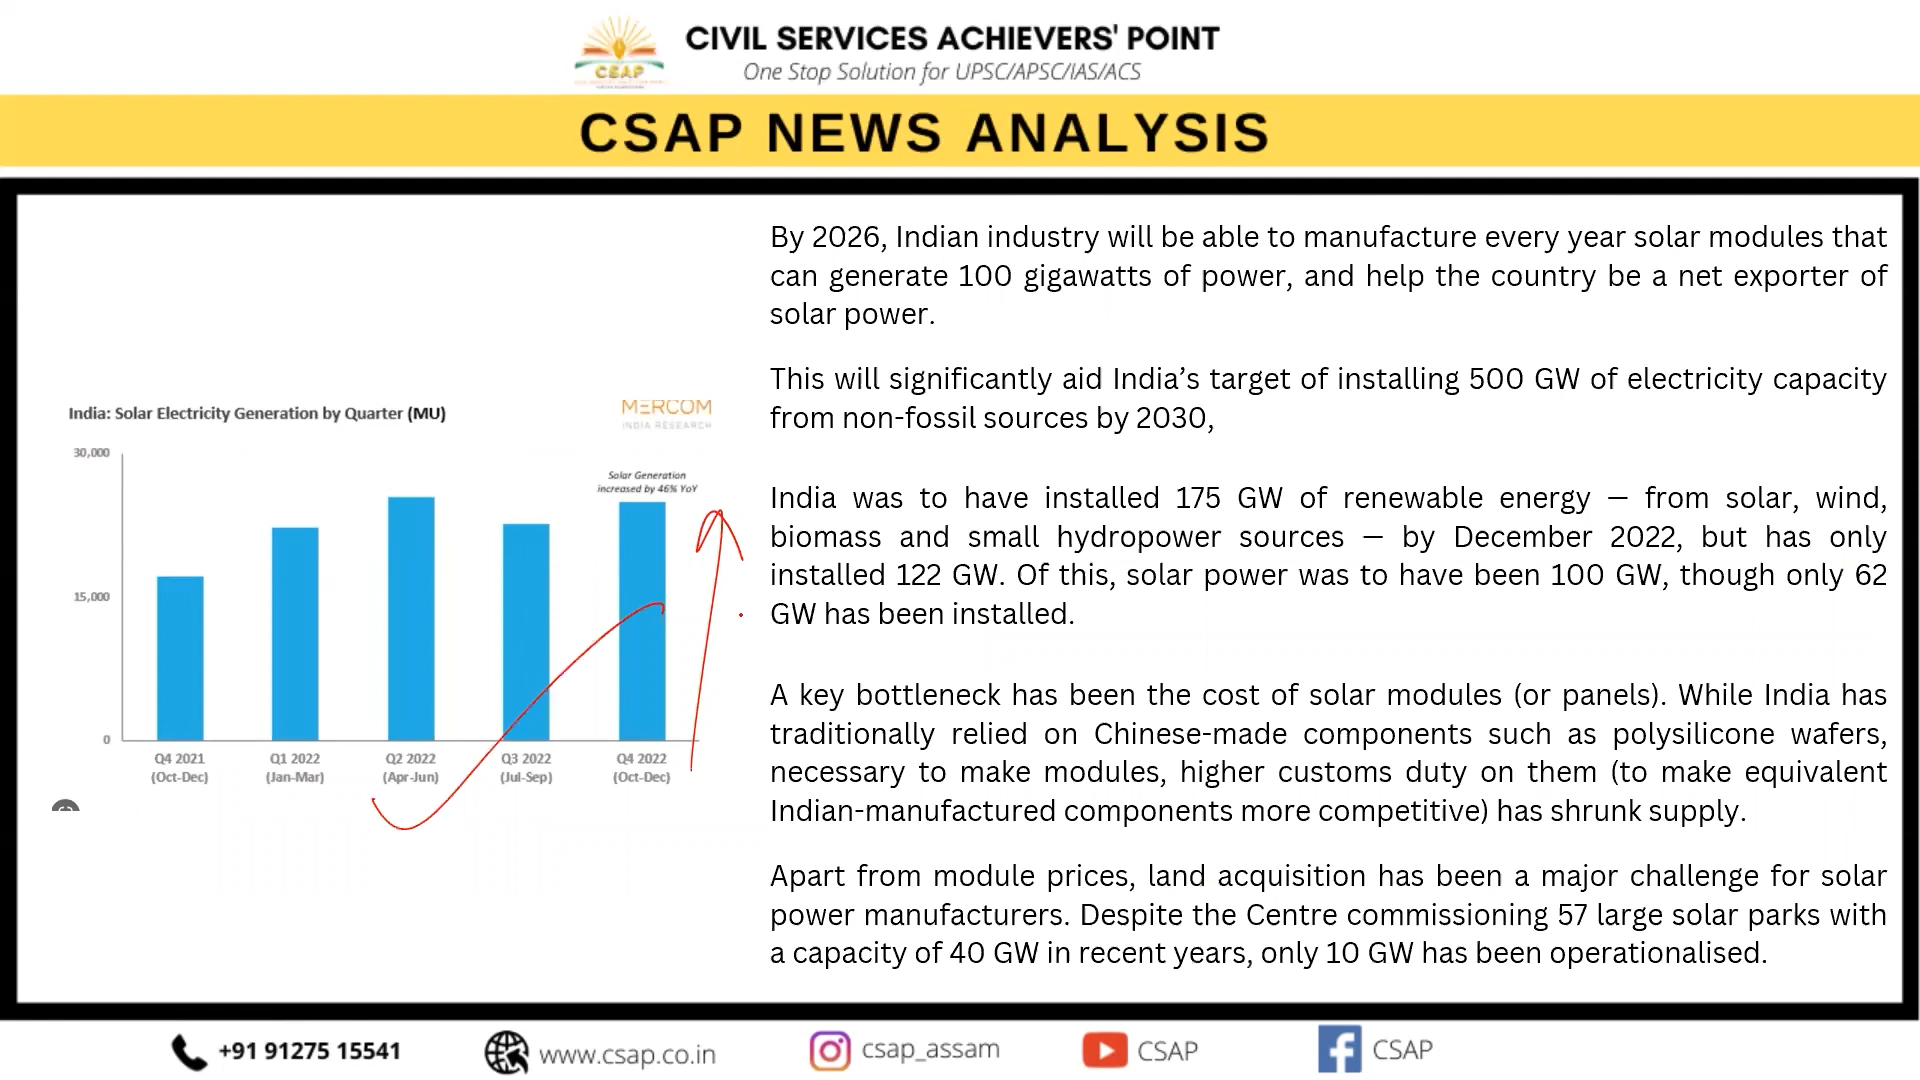 CIVIL SERVICES ACHIEVERS' POINT
One Stop Solution for UPSC/APSC/IAS/ACS
CSAP
CSAP NEWS ANALYSIS
India: Solar Electricity Generation by Quarter (MU)
MERCOM
INDIA RESEARCH
30,000
Solar Generation
increased by 46% YoY
15,000
0
Q4 2021 Q1 2022 Q2 2022 Q3 2022 Q4 2022
(Oct-Dec) (Jan-Mar) (Apr-Jun) (Jul-Sep) (Oct-Dec)
By 2026, Indian industry will be able to manufacture every year solar modules that
can generate 100 gigawatts of power, and help the country be a net exporter of
solar power.
This will significantly aid India’s target of installing 500 GW of electricity capacity
from non-fossil sources by 2030,
India was to have installed 175 GW of renewable energy — from solar, wind,
biomass and small hydropower sources — by December 2022, but has only
installed 122 GW. Of this, solar power was to have been 100 GW, though only 62
GW has been installed.
A key bottleneck has been the cost of solar modules (or panels). While India has
traditionally relied on Chinese-made components such as polysilicone wafers,
necessary to make modules, higher customs duty on them (to make equivalent
Indian-manufactured components more competitive) has shrunk supply.
Apart from module prices, land acquisition has been a major challenge for solar
power manufacturers. Despite the Centre commissioning 57 large solar parks with
a capacity of 40 GW in recent years, only 10 GW has been operationalised.
+91 91275 15541 www.csap.co.in csap_assam CSAP CSAP